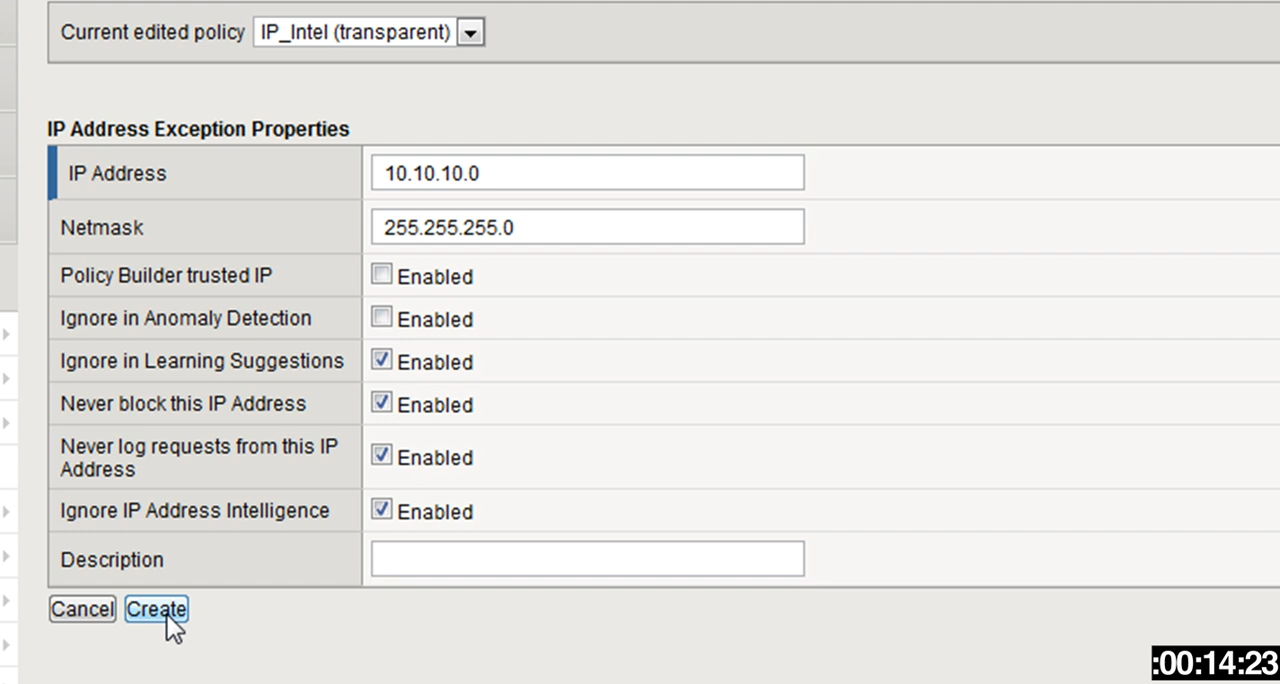 Current edited policy IP_Intel (transparent)
IP Address Exception Properties
IP Address 10.10.10.0
Netmask 255.255.255.0
Policy Builder trusted IP Enabled
Ignore in Anomaly Detection Enabled
Ignore in Learning Suggestions Enabled
Never block this IP Address Enabled
Never log requests from this IP
Address Enabled
Ignore IP Address Intelligence Enabled
Description
Cancel Create
:00:14:23